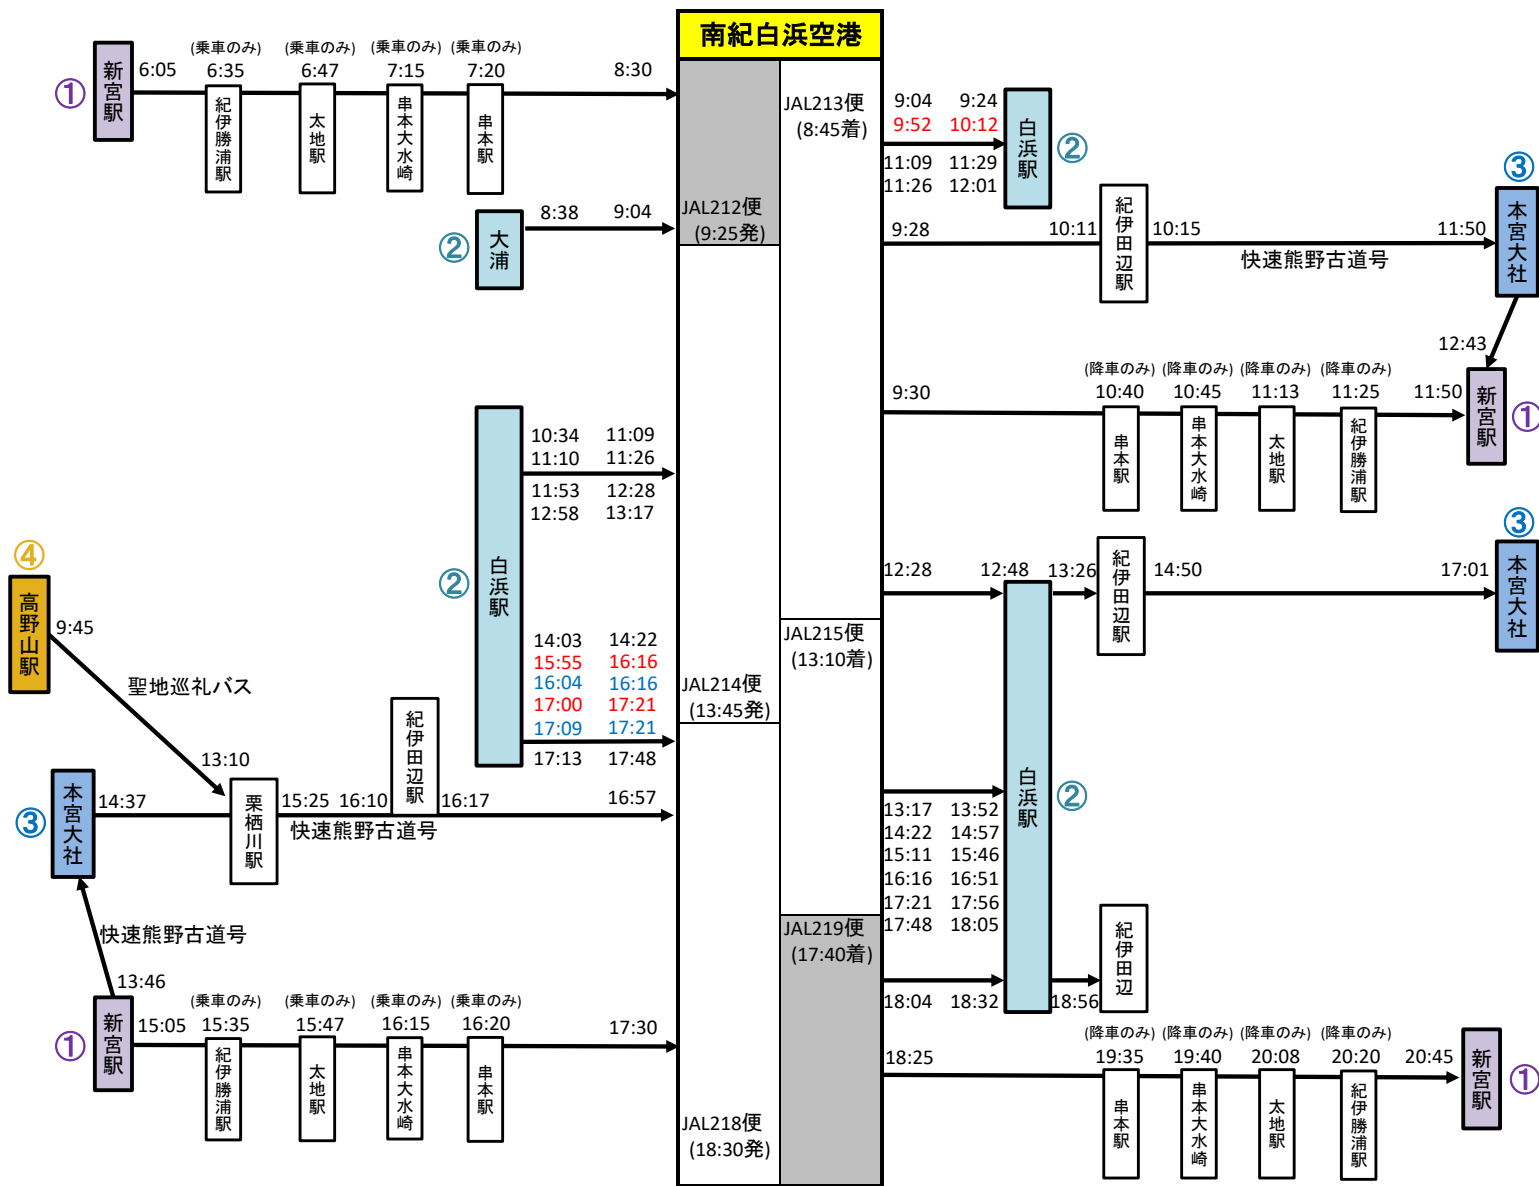 南紀白浜空港
①
新宮駅
6:05
(乗車のみ)
6:35
紀伊勝浦駅
(乗車のみ)
6:47
太地駅
(乗車のみ)
7:15
串本大水崎
(乗車のみ)
7:20
串本駅
8:30
②
大浦
8:38 9:04
JAL212便
(9:25発)
②
白浜駅
10:34 11:09
11:10 11:26
11:53 12:28
12:58 13:17
14:03 14:22
15:55 16:16
16:04 16:16
17:00 17:21
17:09 17:21
17:13 17:48
JAL214便
(13:45発)
④
高野山駅
9:45
聖地巡礼バス
13:10
③
本宮大社
14:37
栗栖川駅
15:25
16:10
紀伊田辺駅
16:17
16:57
快速熊野古道号
快速熊野古道号
13:46
①
新宮駅
15:05
(乗車のみ)
15:35
紀伊勝浦駅
(乗車のみ)
15:47
太地駅
(乗車のみ)
16:15
串本大水崎
(乗車のみ)
16:20
串本駅
17:30
JAL218便
(18:30発)
JAL213便
(8:45着)
9:04 9:24
9:52 10:12
11:09 11:29
11:26 12:01
白浜駅
②
9:28
10:11
紀伊田辺駅
10:15
快速熊野古道号
11:50
③
本宮大社
12:43
9:30
(降車のみ)
10:40
串本駅
(降車のみ)
10:45
串本大水崎
(降車のみ)
11:13
太地駅
(降車のみ)
11:25
紀伊勝浦駅
11:50
新宮駅
①
12:28
12:48
13:26
紀伊田辺駅
14:50
17:01
③
本宮大社
JAL215便
(13:10着)
白浜駅
②
13:17 13:52
14:22 14:57
15:11 15:46
16:16 16:51
17:21 17:56
17:48 18:05
JAL219便
(17:40着)
18:04 18:32
18:56
紀伊田辺
18:25
(降車のみ)
19:35
串本駅
(降車のみ)
19:40
串本大水崎
(降車のみ)
20:08
太地駅
(降車のみ)
20:20
紀伊勝浦駅
20:45
新宮駅
①